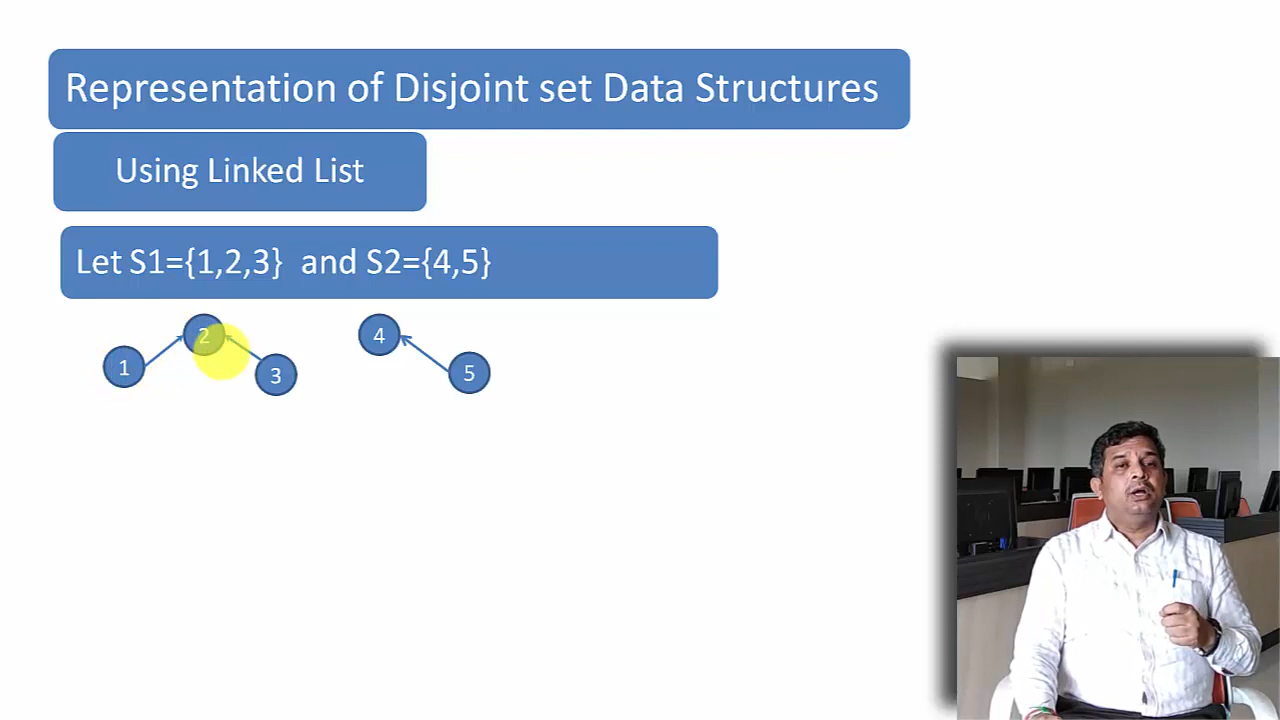 Representation of Disjoint set Data Structures
Using Linked List
Let S1={1,2,3} and S2={4,5}
2
4
1
3
5